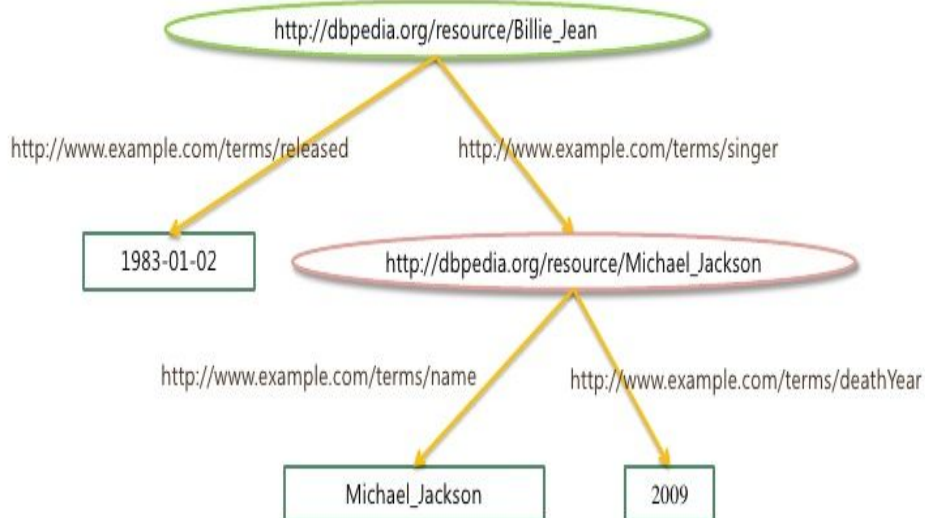 http://dbpedia.org/resource/Billie_Jean
http://www.example.com/terms/released
http://www.example.com/terms/singer
1983-01-02
http://dbpedia.org/resource/Michael_Jackson
http://www.example.com/terms/name
http://www.example.com/terms/deathYear
Michael_Jackson
2009